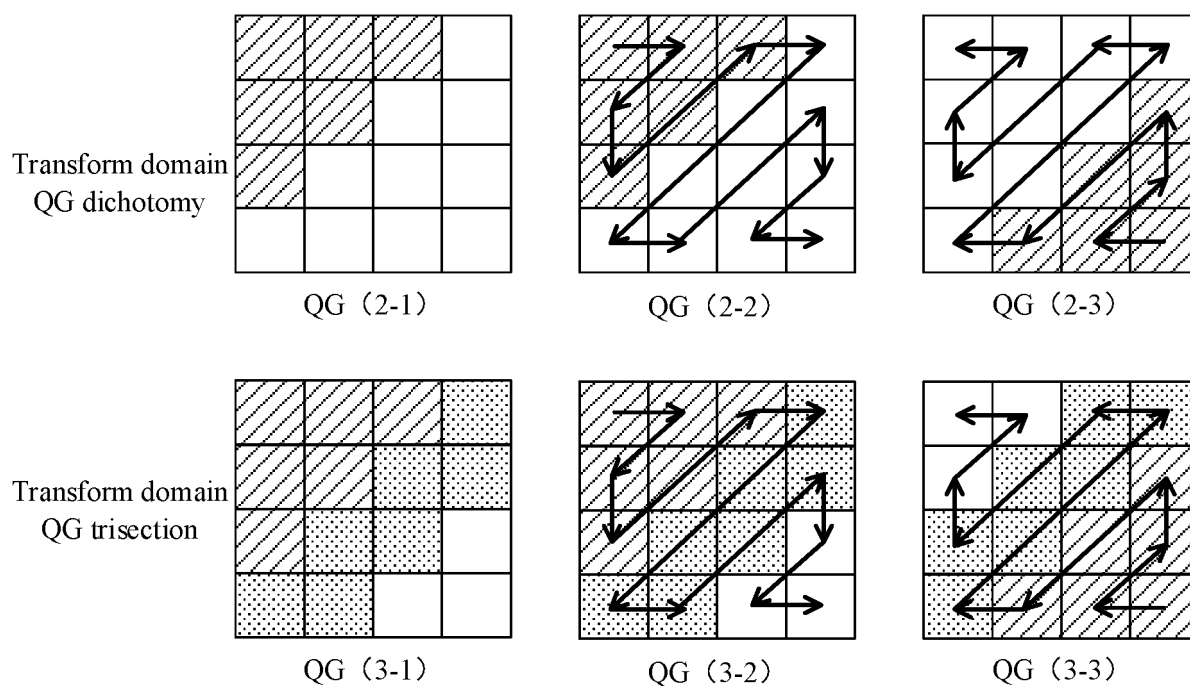 Transform domain
QG dichotomy
QG（2-1）
QG（2-2）
QG（2-3）
Transform domain
QG trisection
QG（3-1）
QG（3-2）
QG（3-3）